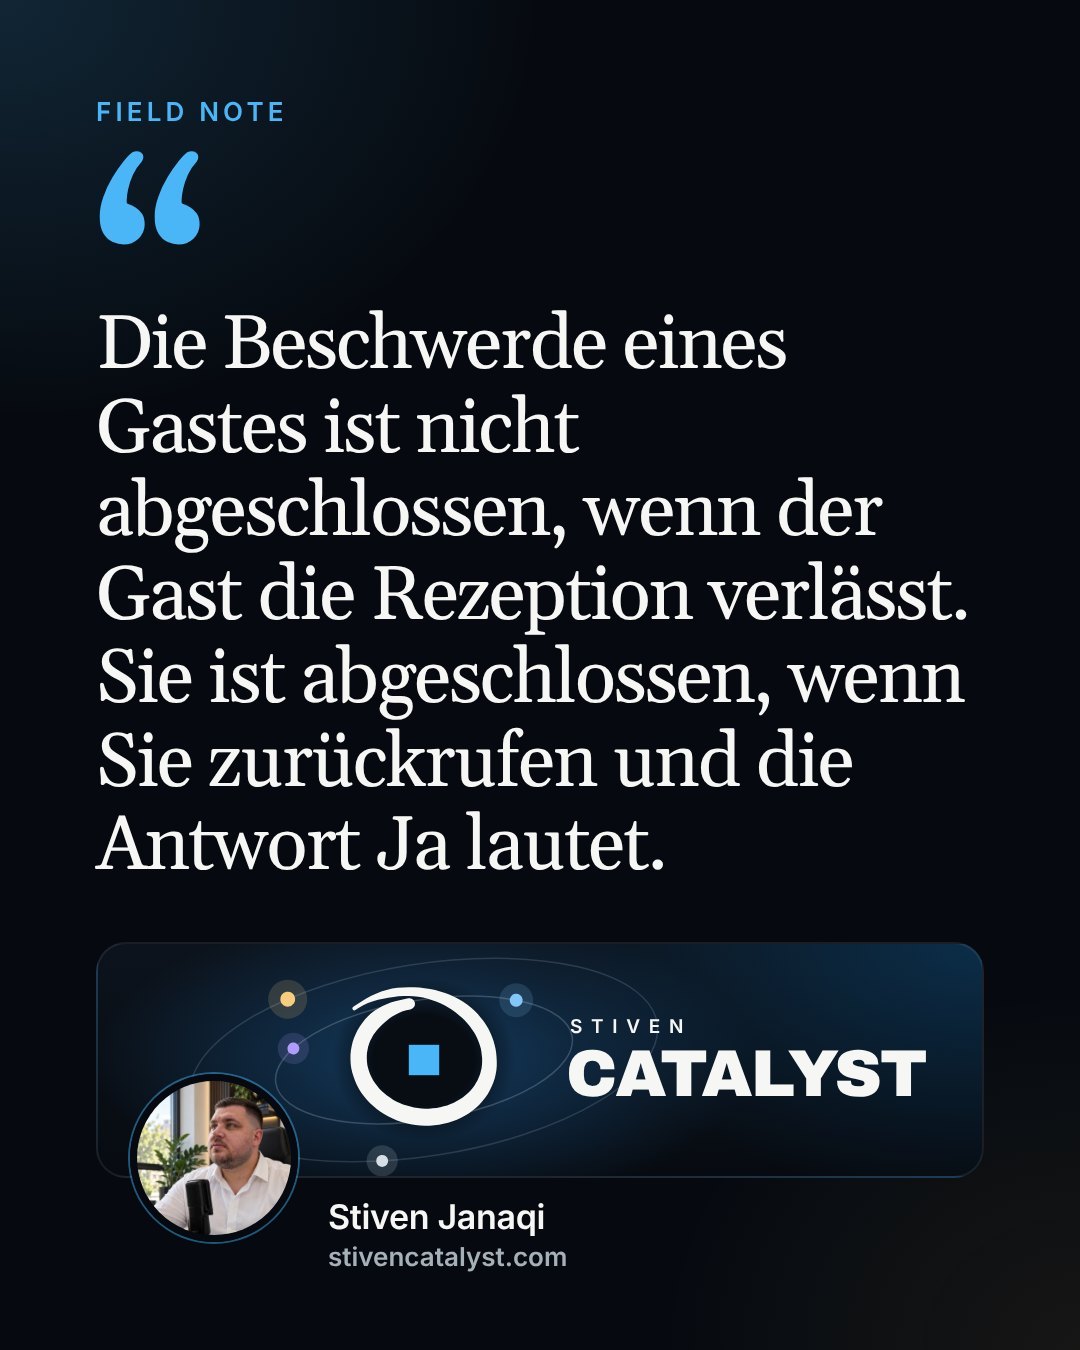 FIELD NOTE
“
Die Beschwerde eines
Gastes ist nicht
abgeschlossen, wenn der
Gast die Rezeption verlässt.
Sie ist abgeschlossen, wenn
Sie zurückrufen und die
Antwort Ja lautet.
STIVEN
CATALYST
Stiven Janaqi
stivencatalyst.com